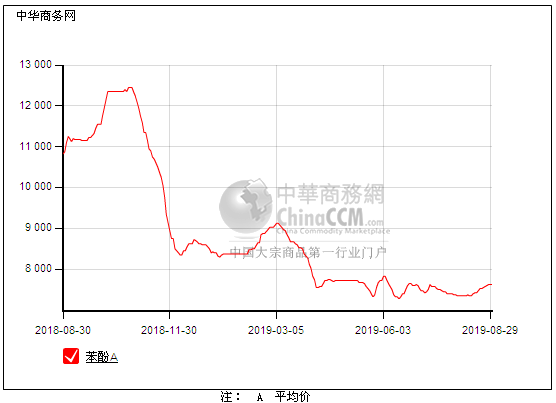 中华商务网
13 000
12 000
11 000
10 000
9 000
8 000
中華商務網
ChinaCCM.com
China Commodity Marketplace
中国大宗商品第一行业门户
2018-08-30 2018-11-30 2019-03-05 2019-06-03 2019-08-29
苯酚A
注： A 平均价